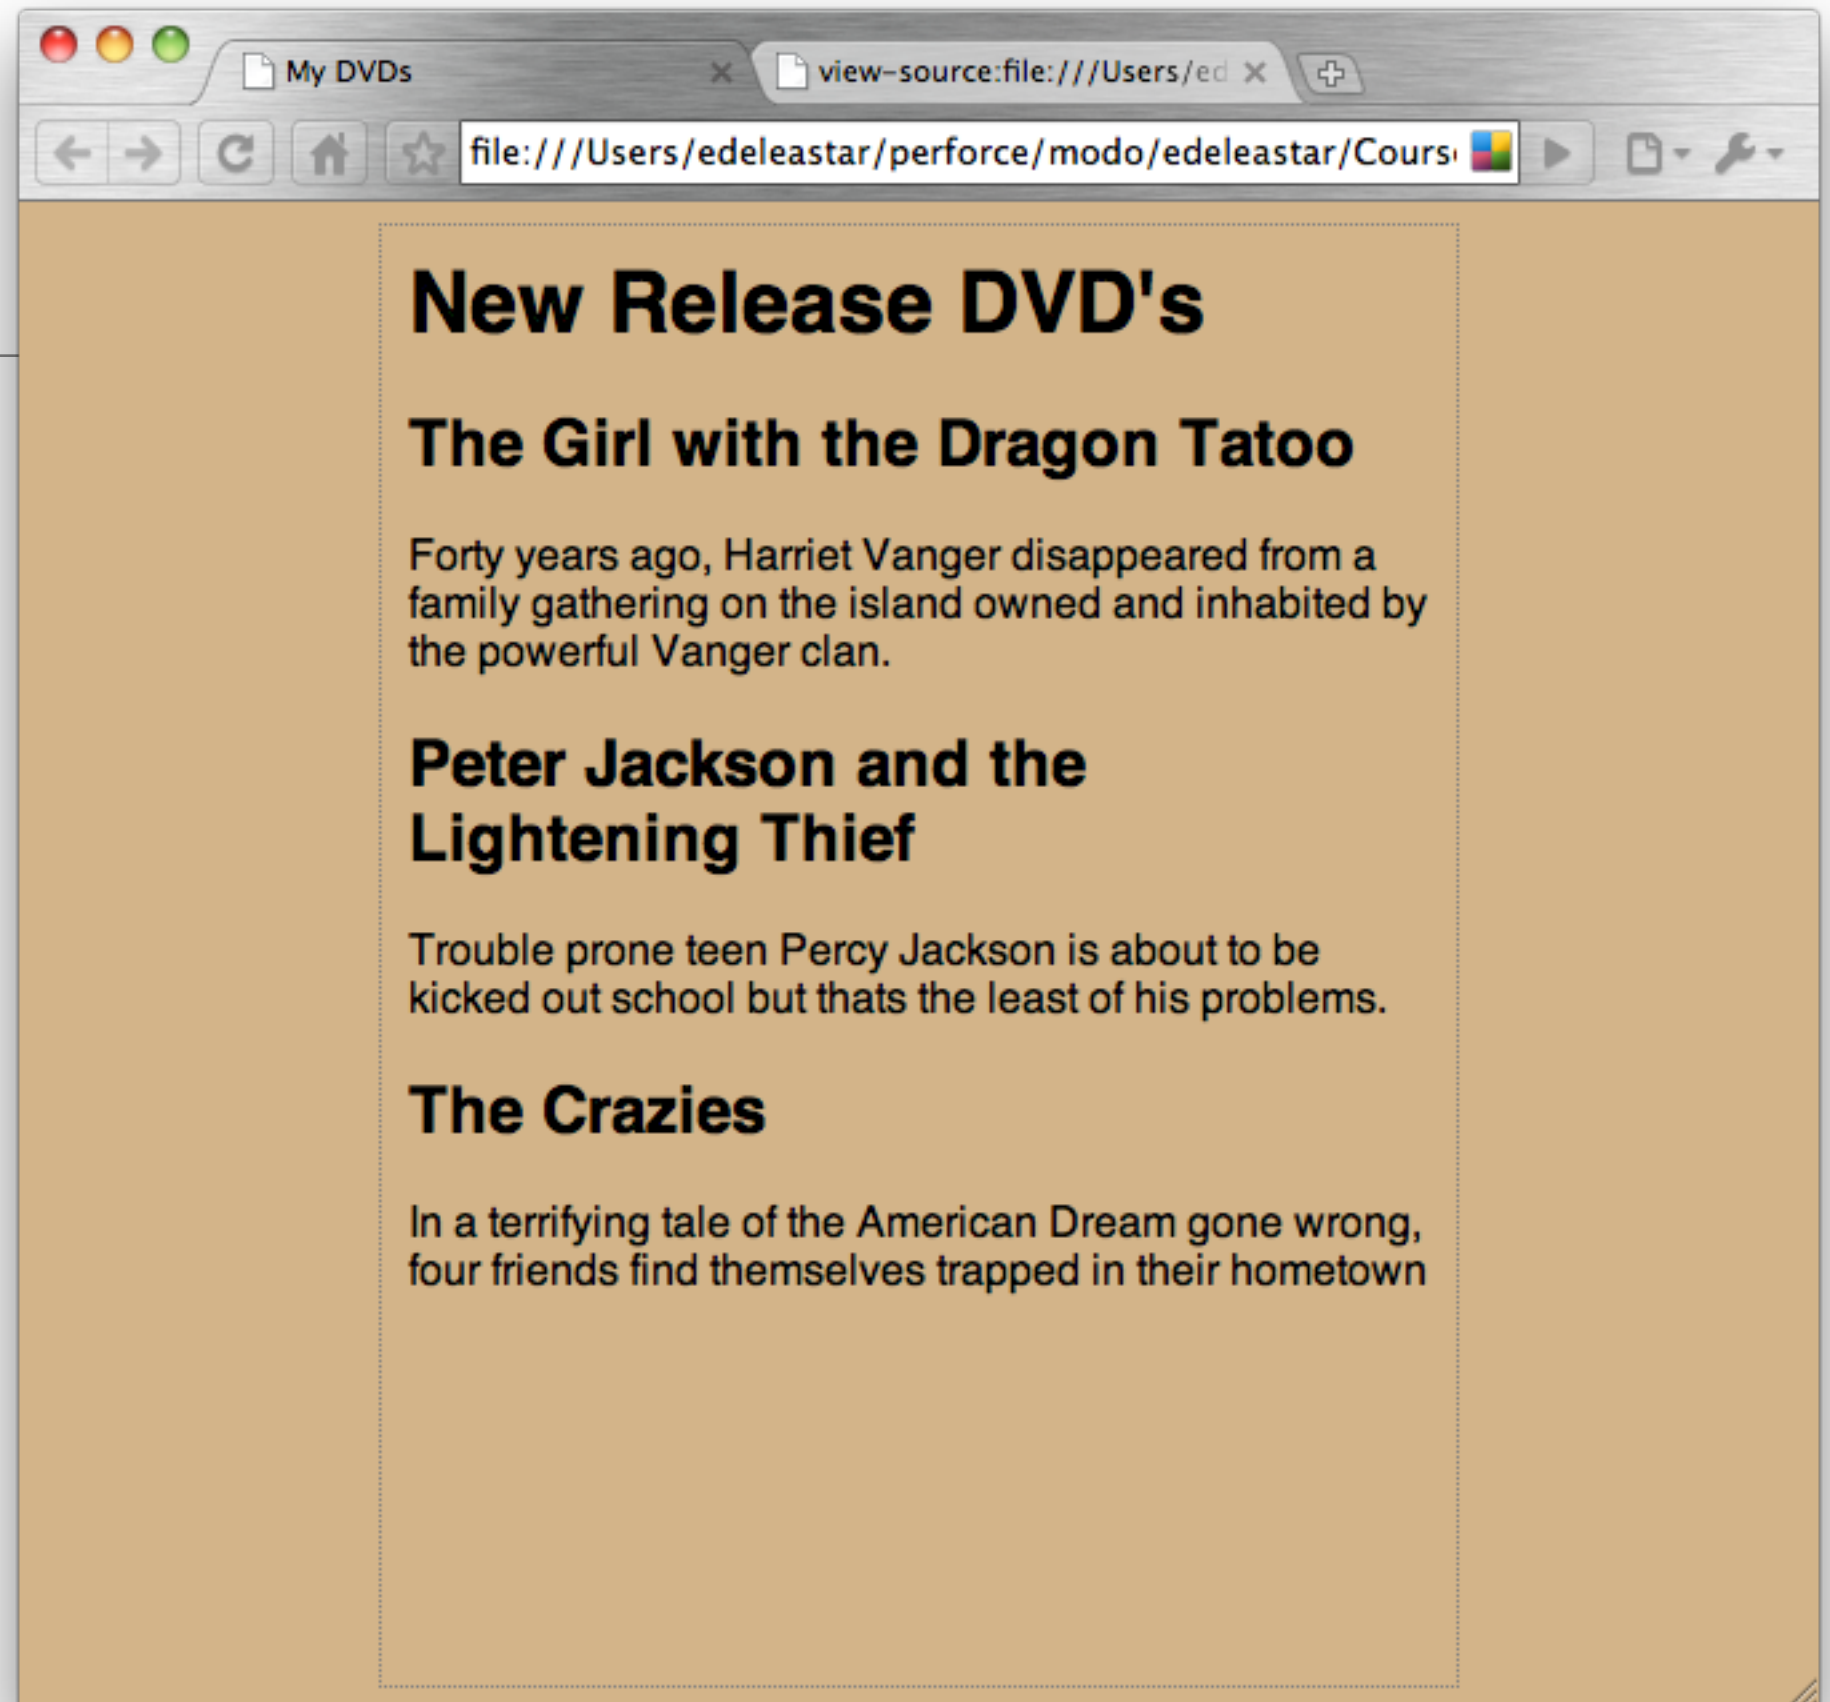 My DVDs
view-source:file:///Users/ed
file:///Users/edeleastar/perforce/modo/edeleastar/Cours
New Release DVD's
The Girl with the Dragon Tatoo
Forty years ago, Harriet Vanger disappeared from a
family gathering on the island owned and inhabited by
the powerful Vanger clan.
Peter Jackson and the
Lightening Thief
Trouble prone teen Percy Jackson is about to be
kicked out school but thats the least of his problems.
The Crazies
In a terrifying tale of the American Dream gone wrong,
four friends find themselves trapped in their hometown